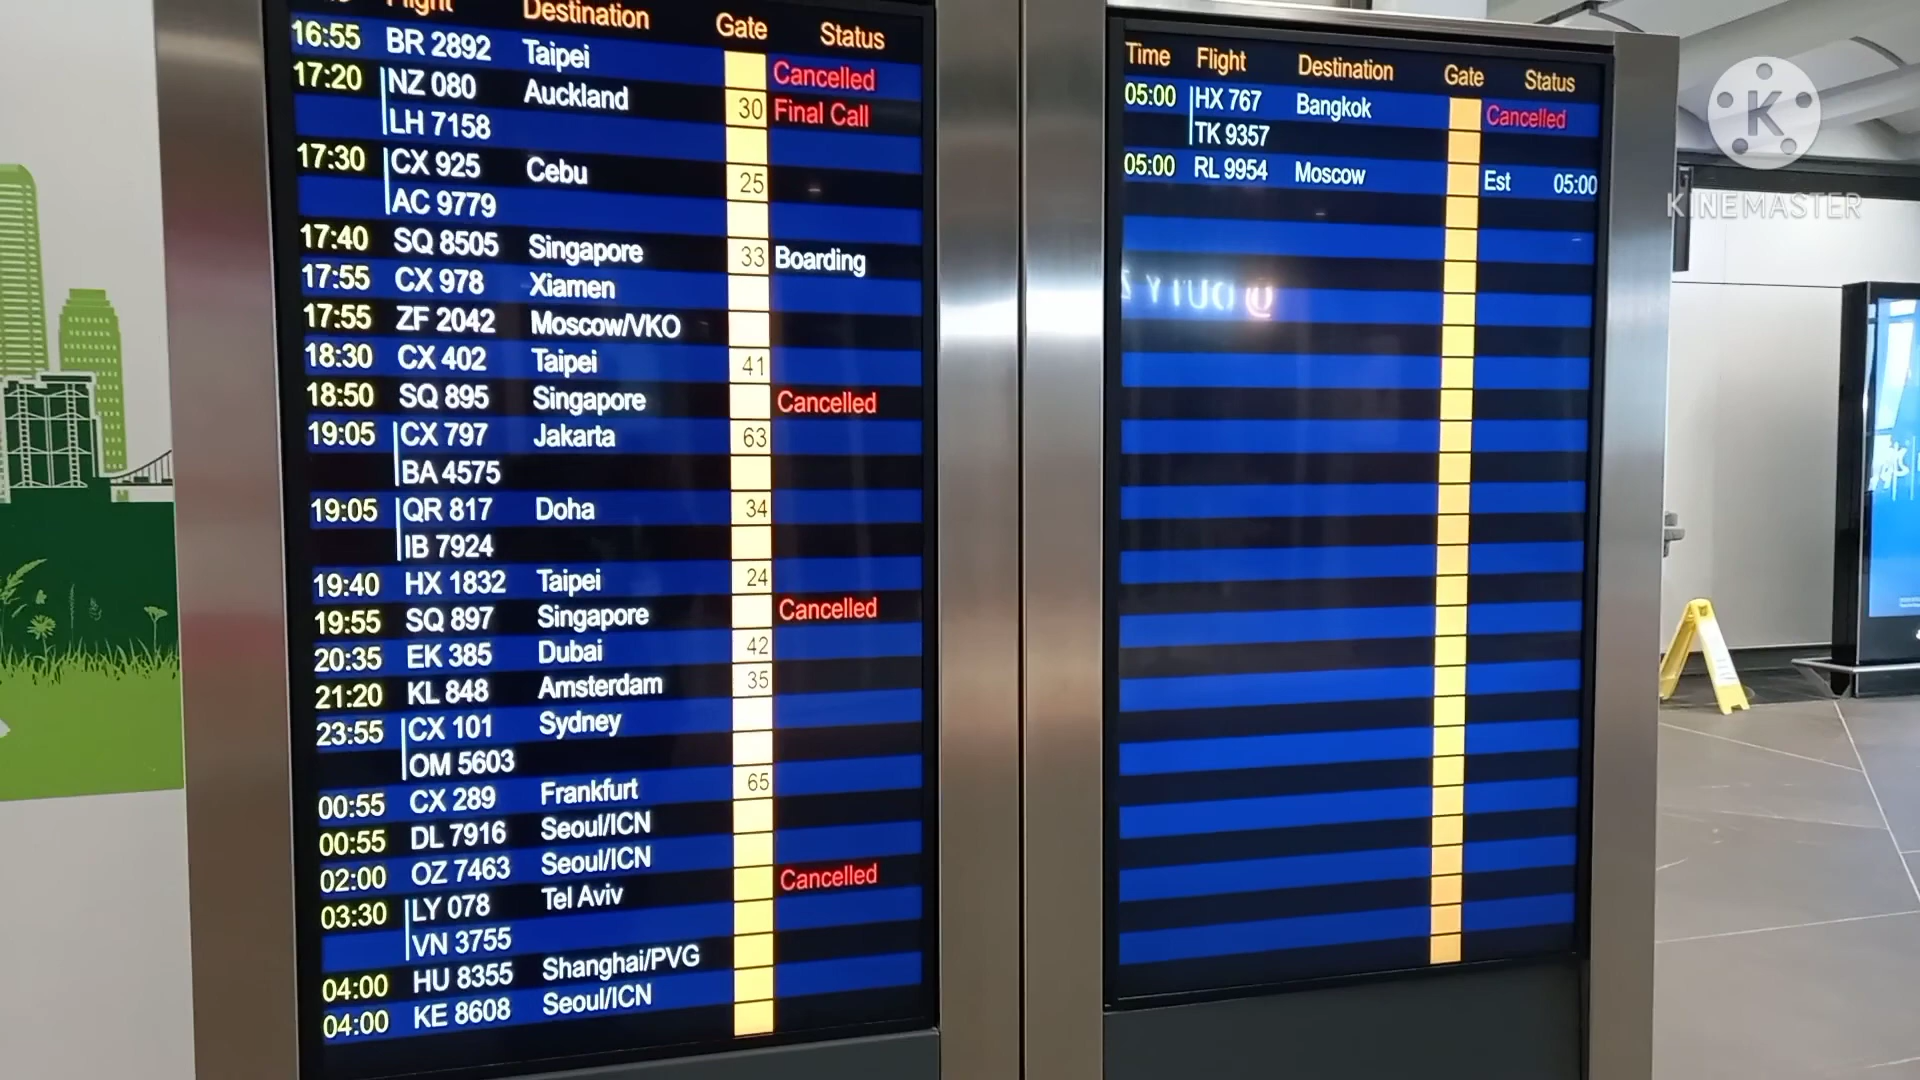 Flight Destination Gate Status
16:55 BR 2892 Taipei Cancelled
17:20 NZ 080 Auckland 30 Final Call
LH 7158
17:30 CX 925 Cebu 25
AC 9779
17:40 SQ 8505 Singapore 33 Boarding
17:55 CX 978 Xiamen
17:55 ZF 2042 Moscow/VKO
18:30 CX 402 Taipei 41
18:50 SQ 895 Singapore Cancelled
19:05 CX 797 Jakarta 63
BA 4575
19:05 QR 817 Doha 34
IB 7924
19:40 HX 1832 Taipei 24
19:55 SQ 897 Singapore Cancelled
20:35 EK 385 Dubai 42
21:20 KL 848 Amsterdam 35
23:55 CX 101 Sydney
OM 5603
00:55 CX 289 Frankfurt 65
00:55 DL 7916 Seoul/ICN
02:00 OZ 7463 Seoul/ICN
03:30 LY 078 Tel Aviv Cancelled
VN 3755
04:00 HU 8355 Shanghai/PVG
04:00 KE 8608 Seoul/ICN
Time Flight Destination Gate Status
05:00 HX 767 Bangkok Cancelled
TK 9357
05:00 RL 9954 Moscow Est 05:00
K
KINEMASTER